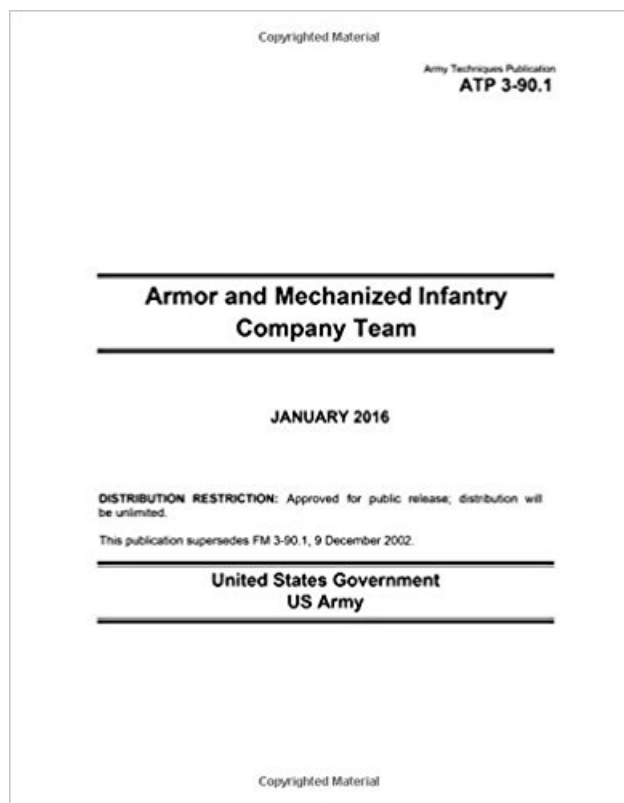 Copyrighted Material
Army Techniques Publication
ATP 3-90.1
Armor and Mechanized Infantry
Company Team
JANUARY 2016
DISTRIBUTION RESTRICTION: Approved for public release; distribution will
be unlimited.
This publication supersedes FM 3-90.1, 9 December 2002.
United States Government
US Army
Copyrighted Material